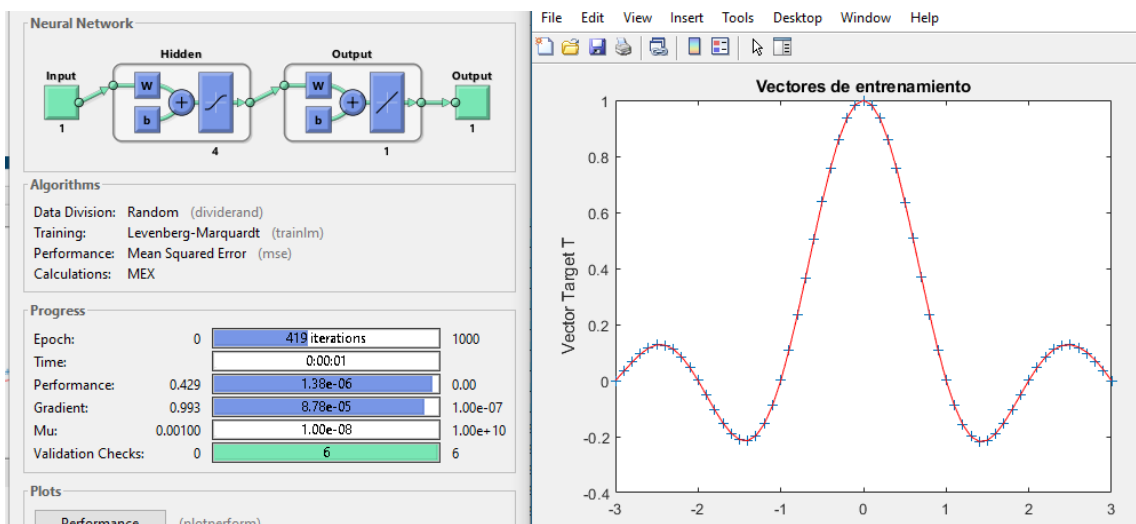 Neural Network
Hidden
Output
Input
W
b
W
b
Output
1
4
1
1
Algorithms
Data Division: Random (dividerand)
Training: Levenberg-Marquardt (trainlm)
Performance: Mean Squared Error (mse)
Calculations: MEX
Progress
Epoch: 0 419 iterations 1000
Time: 0:00:01
Performance: 0.429 1.38e-06 0.00
Gradient: 0.993 8.78e-05 1.00e-07
Mu: 0.00100 1.00e-08 1.00e+10
Validation Checks: 0 6 6
Plots
Performance (plotperform)
File Edit View Insert Tools Desktop Window Help
Vectores de entrenamiento
Vector Target T
1
0.8
0.6
0.4
0.2
0
-0.2
-0.4
-3 -2 -1 0 1 2 3